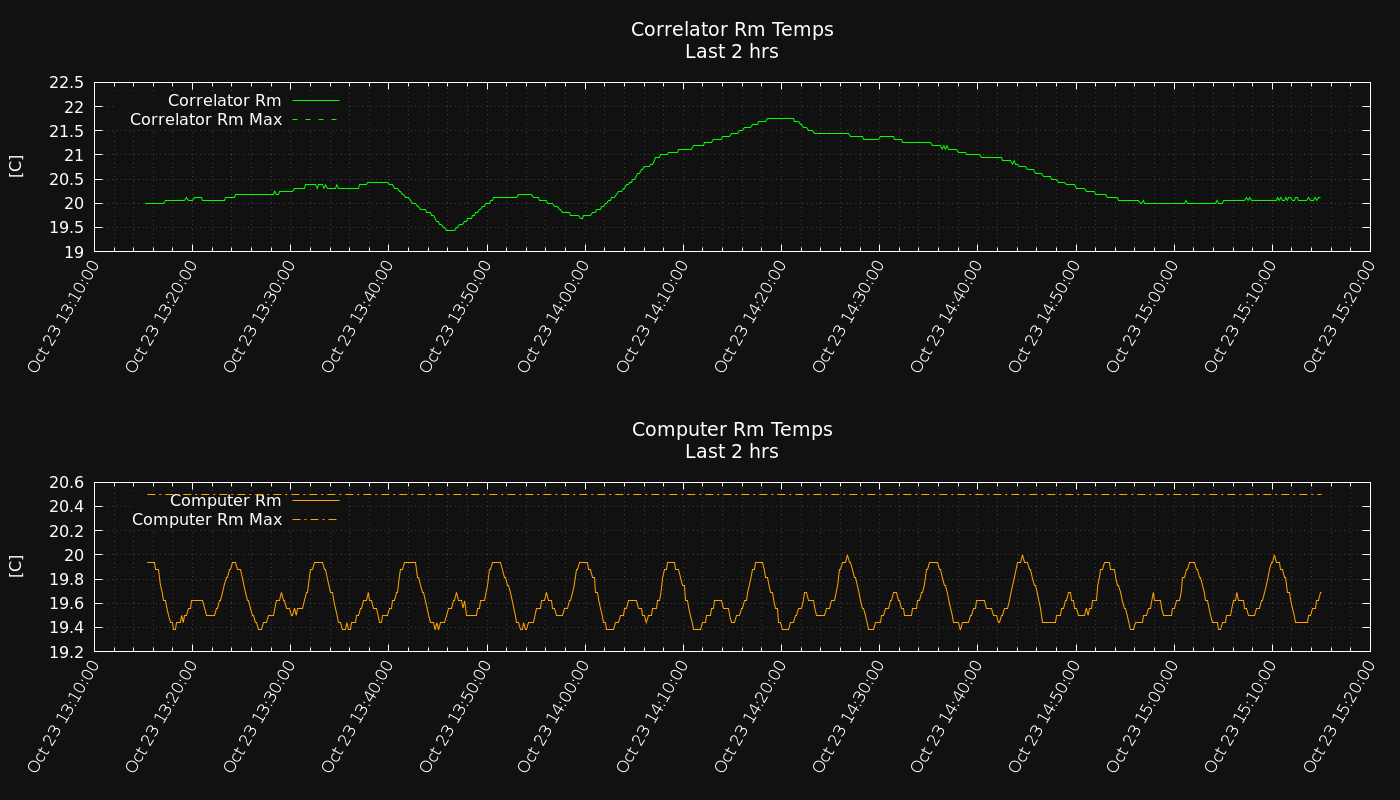 Correlator Rm Temps
Last 2 hrs
Correlator Rm
Correlator Rm Max
[C]
22.5
22
21.5
21
20.5
20
19.5
19
Oct 23 13:10:00
Oct 23 13:20:00
Oct 23 13:30:00
Oct 23 13:40:00
Oct 23 13:50:00
Oct 23 14:00:00
Oct 23 14:10:00
Oct 23 14:20:00
Oct 23 14:30:00
Oct 23 14:40:00
Oct 23 14:50:00
Oct 23 15:00:00
Oct 23 15:10:00
Oct 23 15:20:00
Computer Rm Temps
Last 2 hrs
Computer Rm
Computer Rm Max
[C]
20.6
20.4
20.2
20
19.8
19.6
19.4
19.2
Oct 23 13:10:00
Oct 23 13:20:00
Oct 23 13:30:00
Oct 23 13:40:00
Oct 23 13:50:00
Oct 23 14:00:00
Oct 23 14:10:00
Oct 23 14:20:00
Oct 23 14:30:00
Oct 23 14:40:00
Oct 23 14:50:00
Oct 23 15:00:00
Oct 23 15:10:00
Oct 23 15:20:00